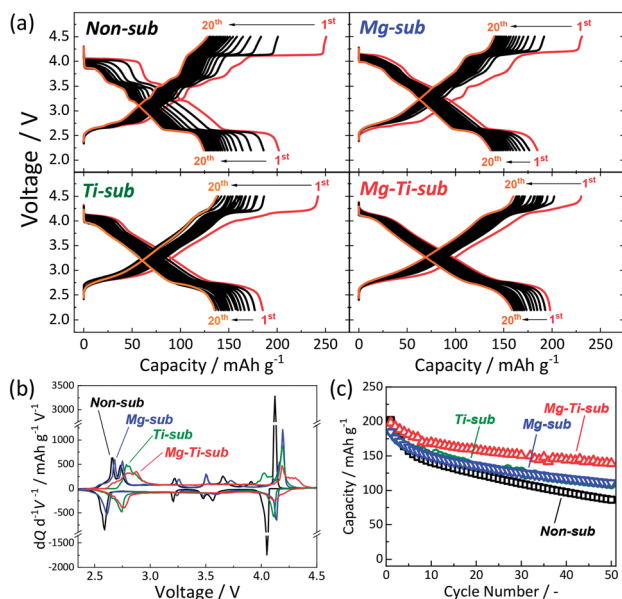 (a)
Non-sub
20th
1st
20th
1st
Mg-sub
20th
1st
20th
1st
Ti-sub
20th
1st
20th
1st
Mg-Ti-sub
20th
1st
20th
1st
Voltage / V
4.5
4.0
3.5
3.0
2.5
2.0
4.5
4.0
3.5
3.0
2.5
2.0
0 50 100 150 200 250
0 50 100 150 200 250
Capacity / mAh g-1
Capacity / mAh g-1
(b)
Non-sub
Mg-sub
Ti-sub
Mg-Ti-sub
dQ dV-1 / mAh g-1 V-1
3500
3000
1000
500
0
-500
-1500
-2000
2.5 3.0 3.5 4.0 4.5
Voltage / V
(c)
Mg-Ti-sub
Ti-sub
Mg-sub
Non-sub
Capacity / mAh g-1
250
200
150
100
50
0
0 10 20 30 40 50
Cycle Number / -